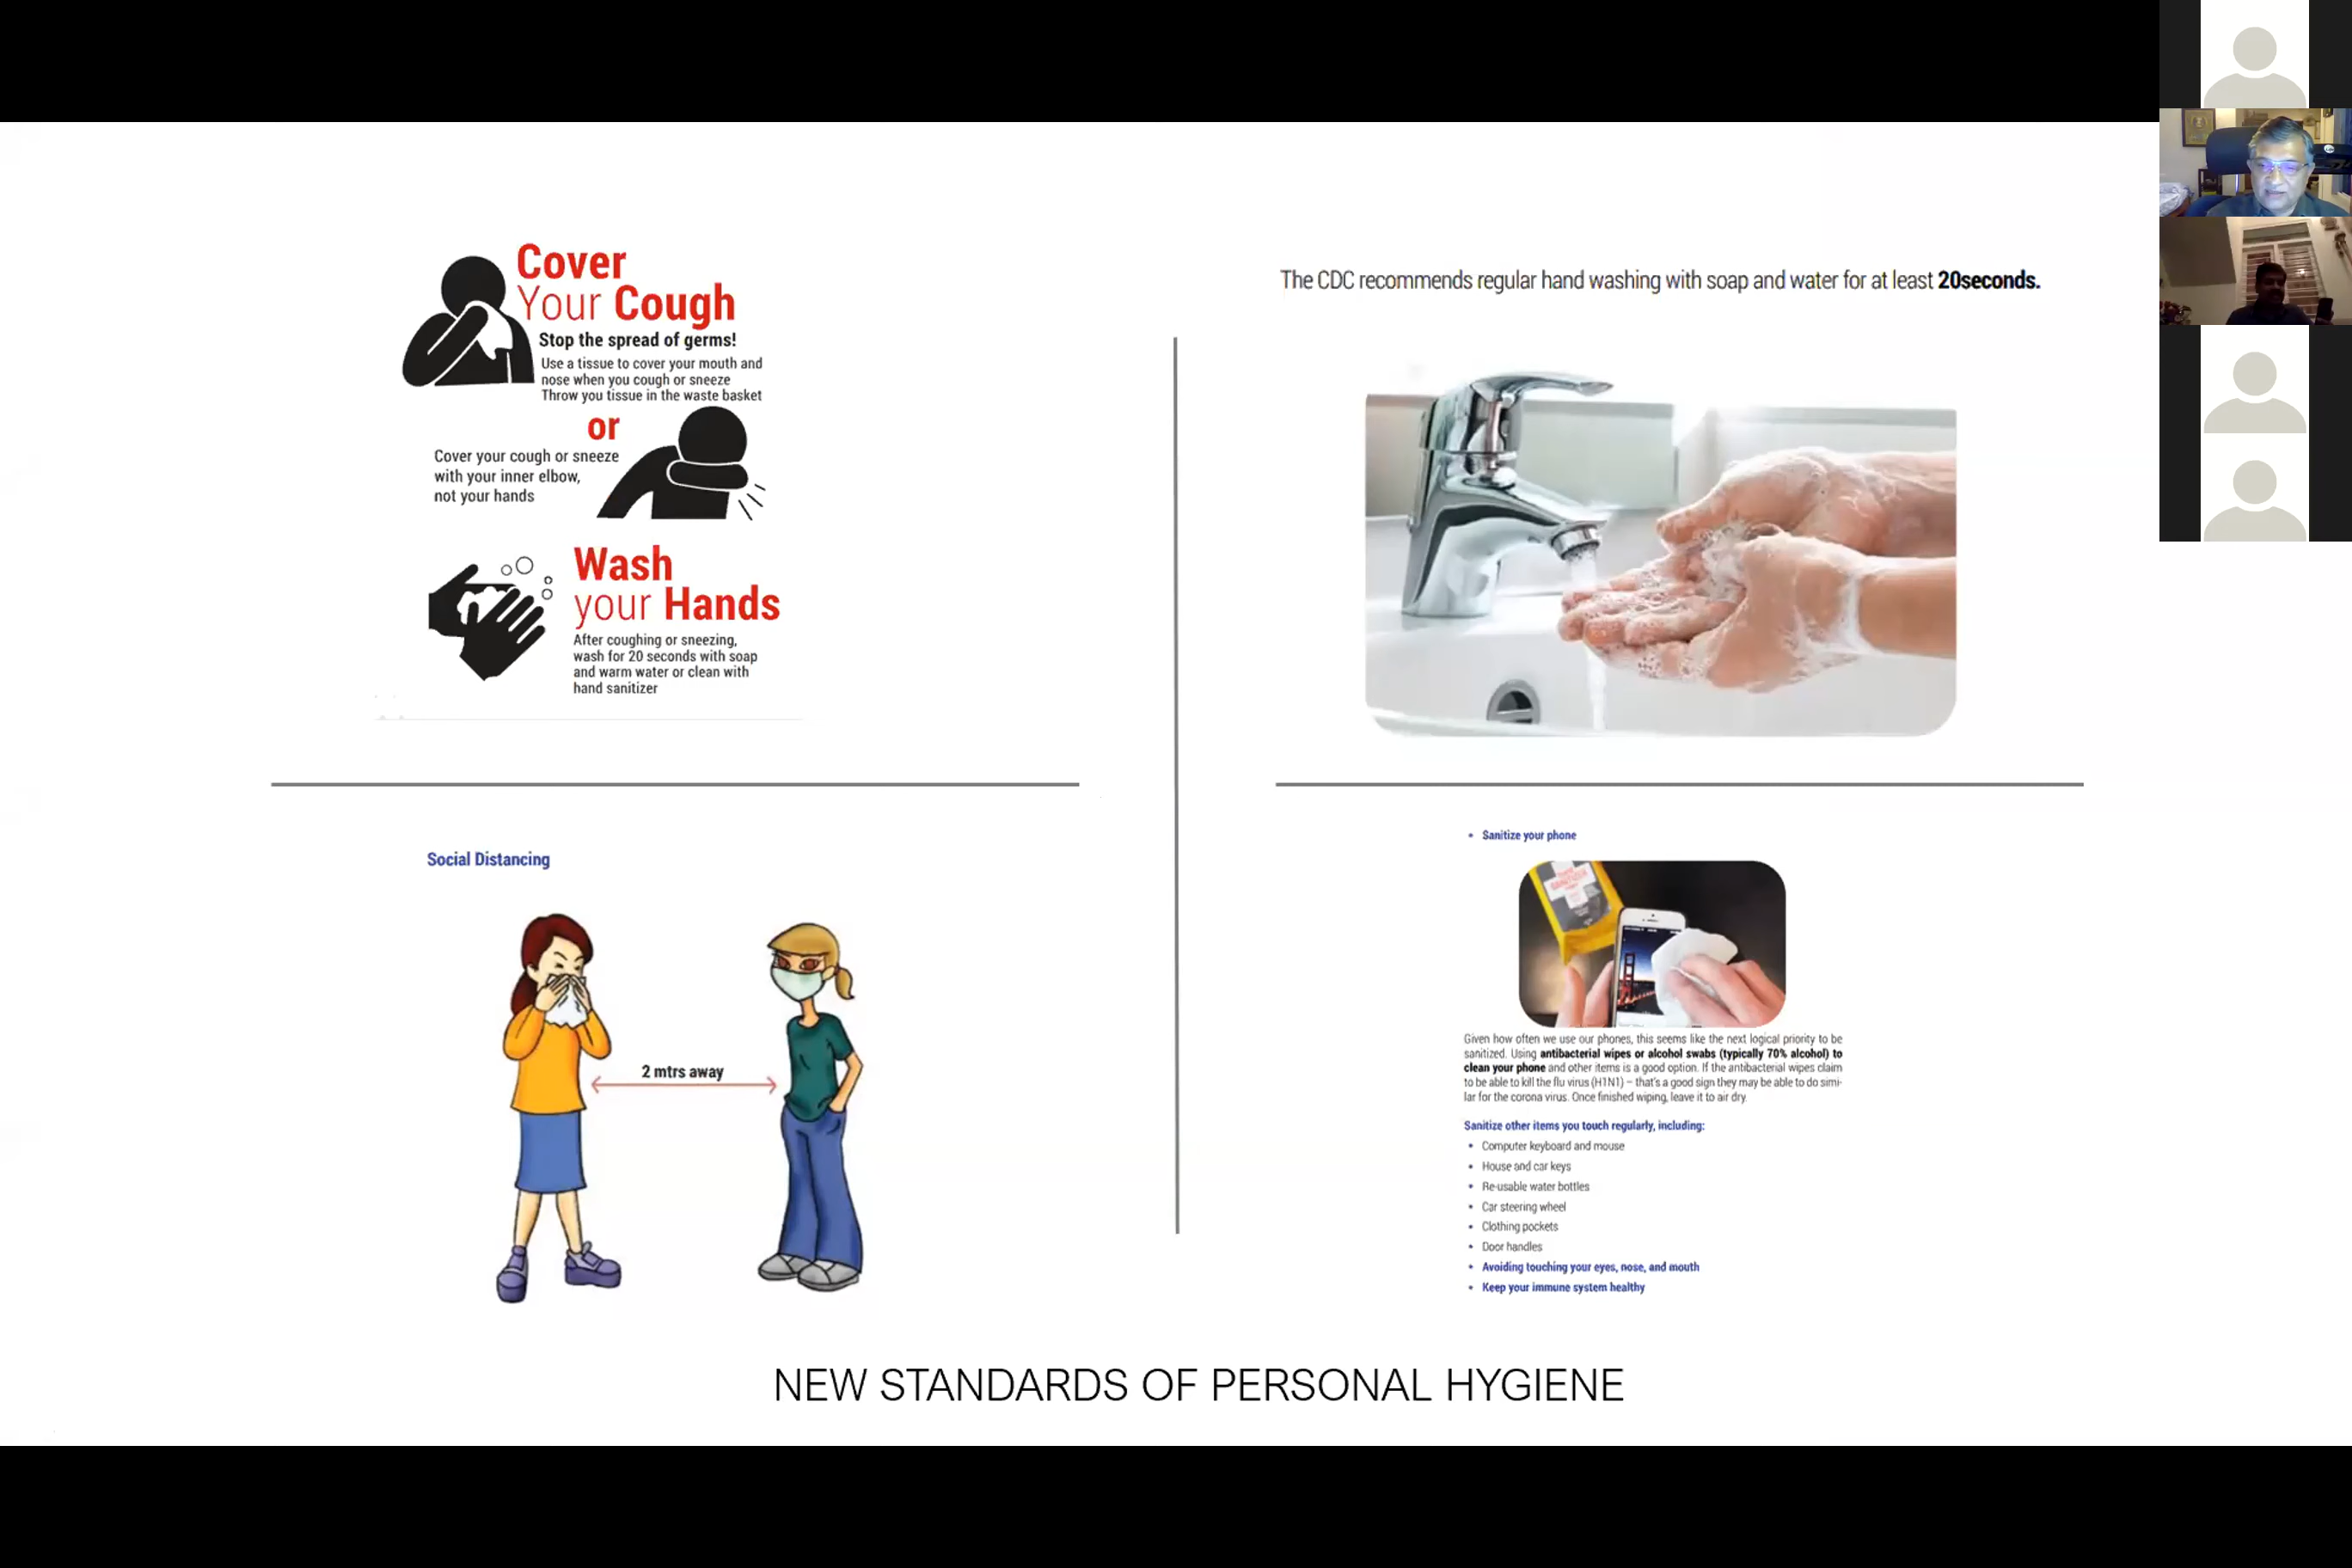 Cover
Your Cough
Stop the spread of germs!
Use a tissue to cover your mouth and
nose when you cough or sneeze
Throw you tissue in the waste basket
or
Cover your cough or sneeze
with your inner elbow,
not your hands
Wash
your Hands
After coughing or sneezing,
wash for 20 seconds with soap
and warm water or clean with
hand sanitizer
The CDC recommends regular hand washing with soap and water for at least 20seconds.
Social Distancing
2 mtrs away
• Sanitize your phone
SANITIZER
Given how often we use our phones, this seems like the next logical priority to be
sanitized. Using antibacterial wipes or alcohol swabs (typically 70% alcohol) to
clean your phone and other items is a good option. If the antibacterial wipes claim
to be able to kill the flu virus (H1N1) – that's a good sign they may be able to do simi-
lar for the corona virus. Once finished wiping, leave it to air dry.
Sanitize other items you touch regularly, including:
• Computer keyboard and mouse
• House and car keys
• Re-usable water bottles
• Car steering wheel
• Clothing pockets
• Door handles
• Avoiding touching your eyes, nose, and mouth
• Keep your immune system healthy
NEW STANDARDS OF PERSONAL HYGIENE